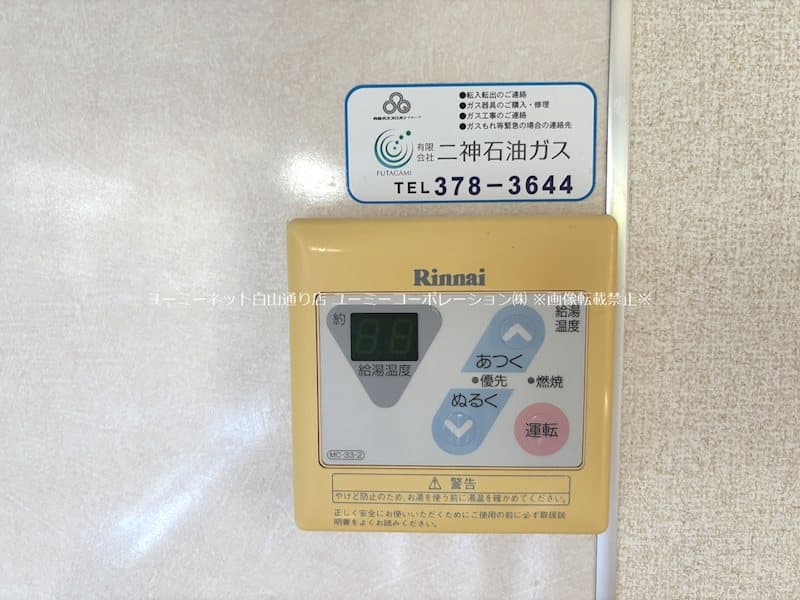 ●転入転出のご連絡
●ガス器具のご購入・修理
●ガス工事のご連絡
●ガスもれ等緊急の場合の連絡先
FUTAGAMI
有限会社 二神石油ガス
TEL 378-3644
Rinnai
ユーミーネット白山通り店 ユーミーコーポレーション㈱ ※画像転載禁止※
給湯
温度
約
88
給湯温度
あつく
●優先 ●燃焼
ぬるく
運転
MC-33-2
⚠ 警告
やけど防止のため、お湯を使う前に湯温を確かめてください。
正しく安全にお使いいただくためにご使用の前に必ず取扱説
明書をよくお読みください。